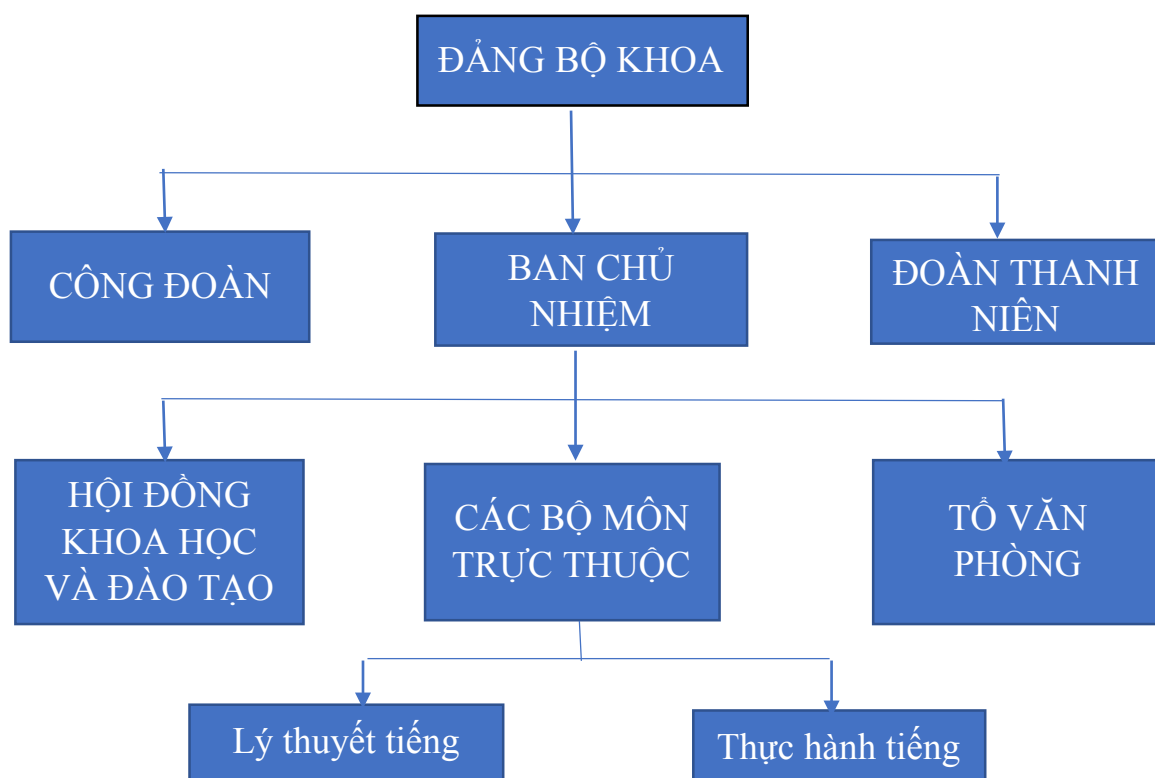 ĐẢNG BỘ KHOA
CÔNG ĐOÀN
BAN CHỦ
NHIỆM
ĐOÀN THANH
NIÊN
HỘI ĐỒNG
KHOA HỌC
VÀ ĐÀO TẠO
CÁC BỘ MÔN
TRỰC THUỘC
TỔ VĂN
PHÒNG
Lý thuyết tiếng
Thực hành tiếng